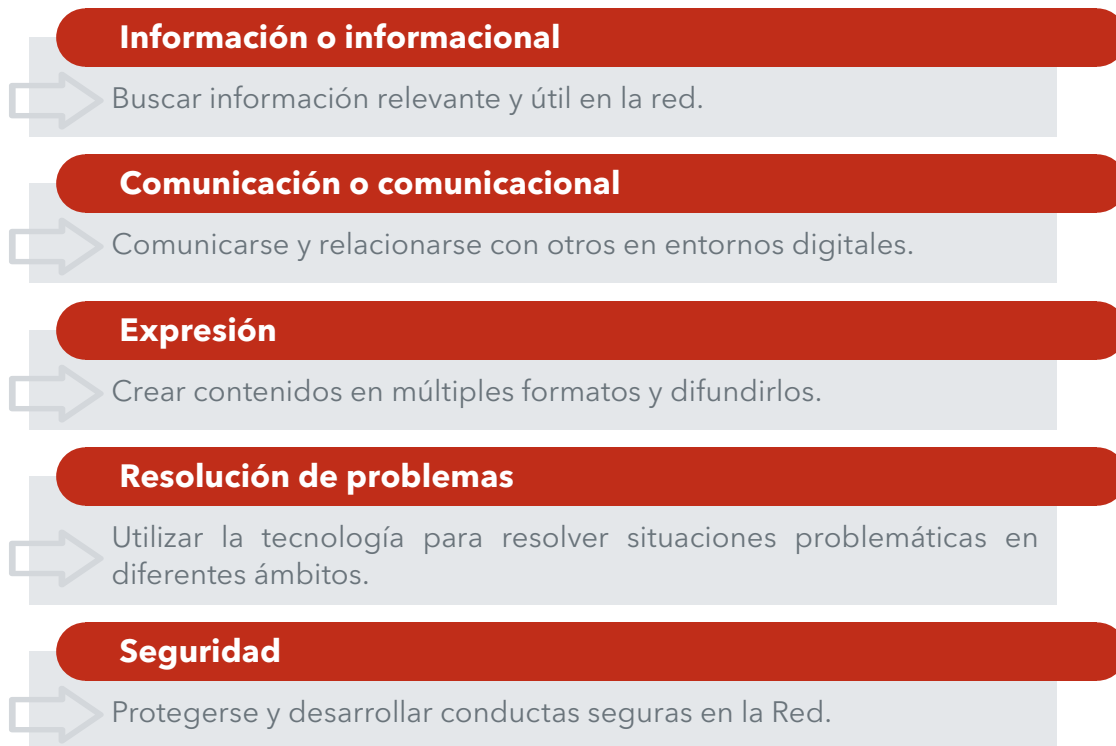 Información o informacional
Buscar información relevante y útil en la red.
Comunicación o comunicacional
Comunicarse y relacionarse con otros en entornos digitales.
Expresión
Crear contenidos en múltiples formatos y difundirlos.
Resolución de problemas
Utilizar la tecnología para resolver situaciones problemáticas en
diferentes ámbitos.
Seguridad
Protegerse y desarrollar conductas seguras en la Red.